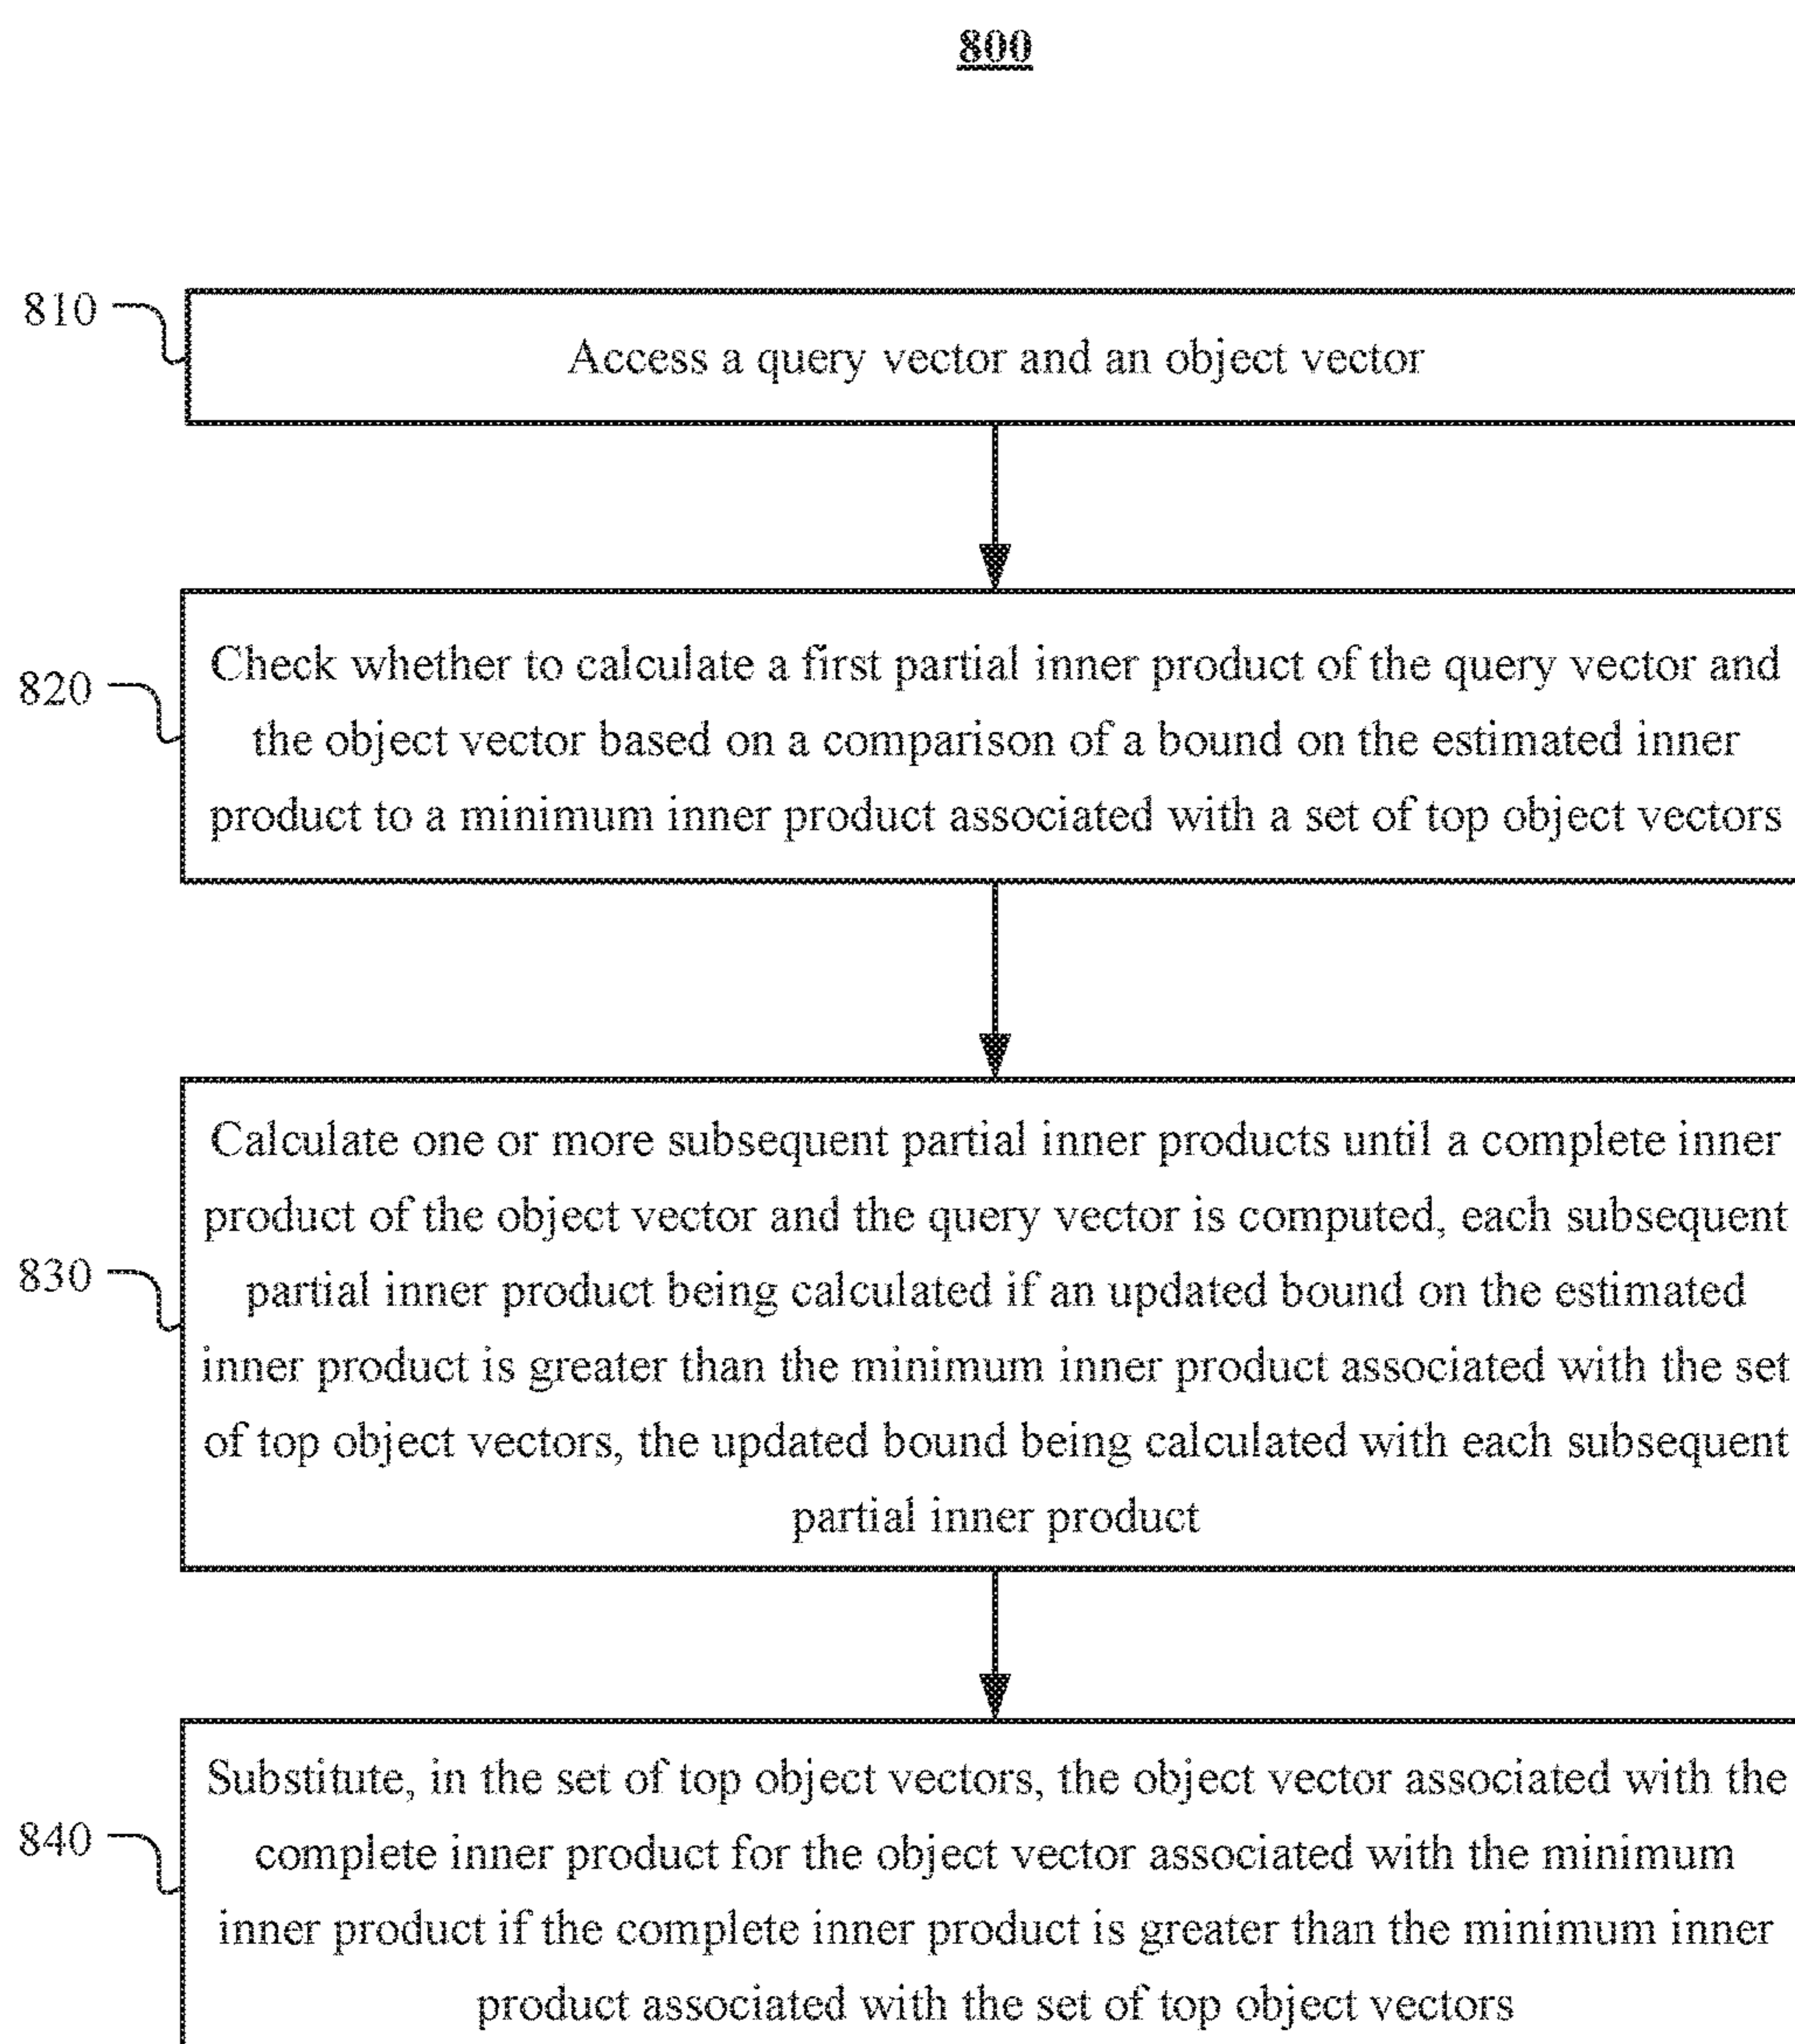 800
810
Access a query vector and an object vector
820
Check whether to calculate a first partial inner product of the query vector and
the object vector based on a comparison of a bound on the estimated inner
product to a minimum inner product associated with a set of top object vectors
830
Calculate one or more subsequent partial inner products until a complete inner
product of the object vector and the query vector is computed, each subsequent
partial inner product being calculated if an updated bound on the estimated
inner product is greater than the minimum inner product associated with the set
of top object vectors, the updated bound being calculated with each subsequent
partial inner product
840
Substitute, in the set of top object vectors, the object vector associated with the
complete inner product for the object vector associated with the minimum
inner product if the complete inner product is greater than the minimum inner
product associated with the set of top object vectors